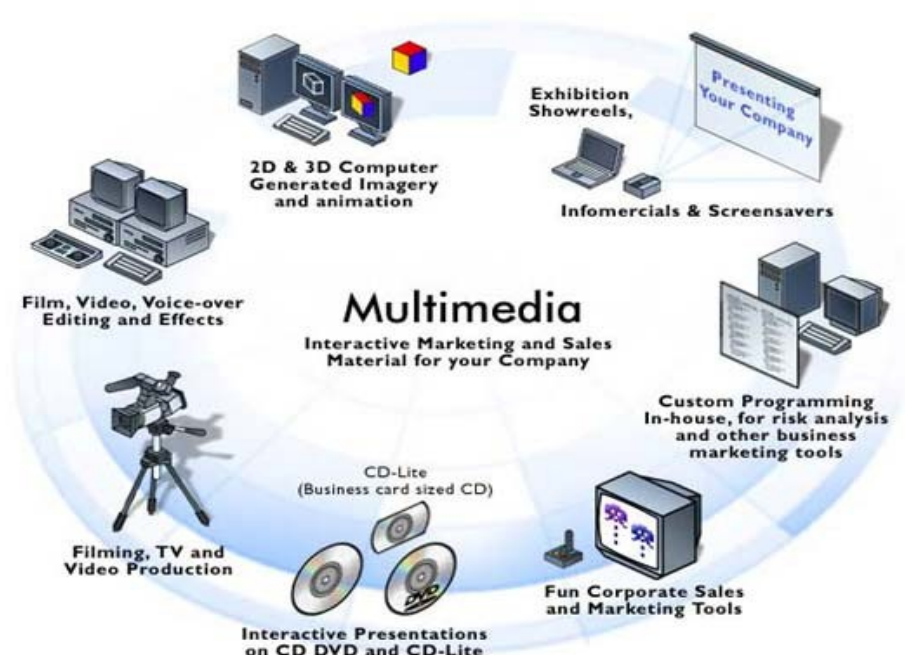 Presenting
Your Company
Exhibition
Showreels,
2D & 3D Computer
Generated Imagery
and animation
Infomercials & Screensavers
Film, Video, Voice-over
Editing and Effects
Multimedia
Interactive Marketing and Sales
Material for your Company
Custom Programming
In-house, for risk analysis
and other business
marketing tools
CD-Lite
(Business card sized CD)
Filming, TV and
Video Production
DVD
Fun Corporate Sales
and Marketing Tools
Interactive Presentations
on CD DVD and CD-Lite